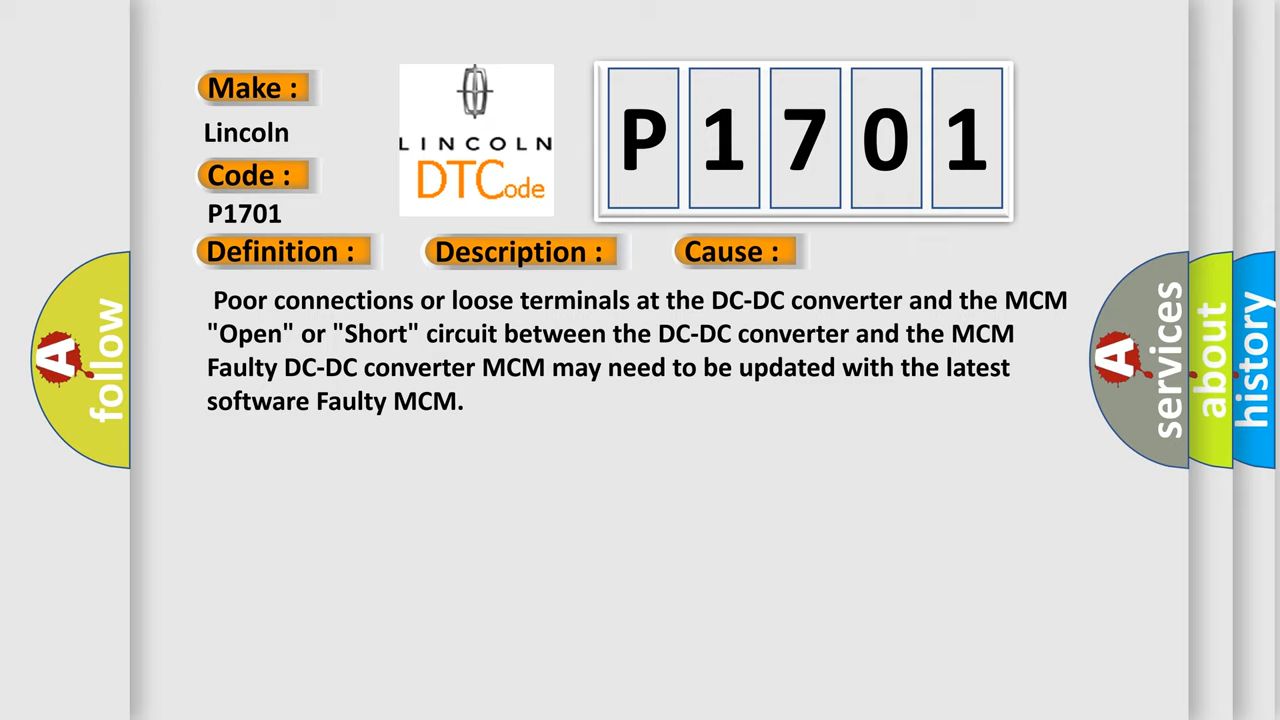 Make :
Lincoln
Code :
P1701
LINCOLN
DTCode
P 1 7 0 1
Definition :
Description :
Cause :
Poor connections or loose terminals at the DC-DC converter and the MCM
"Open" or "Short" circuit between the DC-DC converter and the MCM
Faulty DC-DC converter MCM may need to be updated with the latest
software Faulty MCM.
A follow
A services
about
history